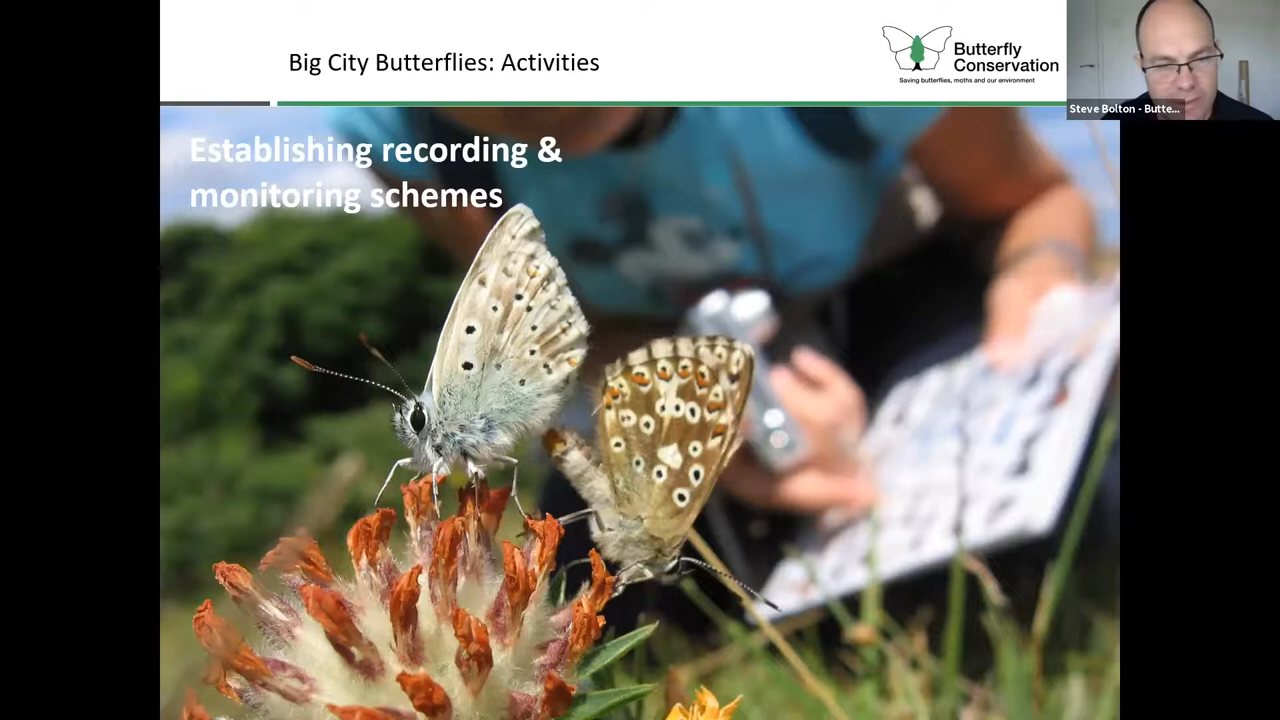 Big City Butterflies: Activities
Butterfly
Conservation
Saving butterflies, moths and our environment
Steve Bolton - Butte...
Establishing recording &
monitoring schemes